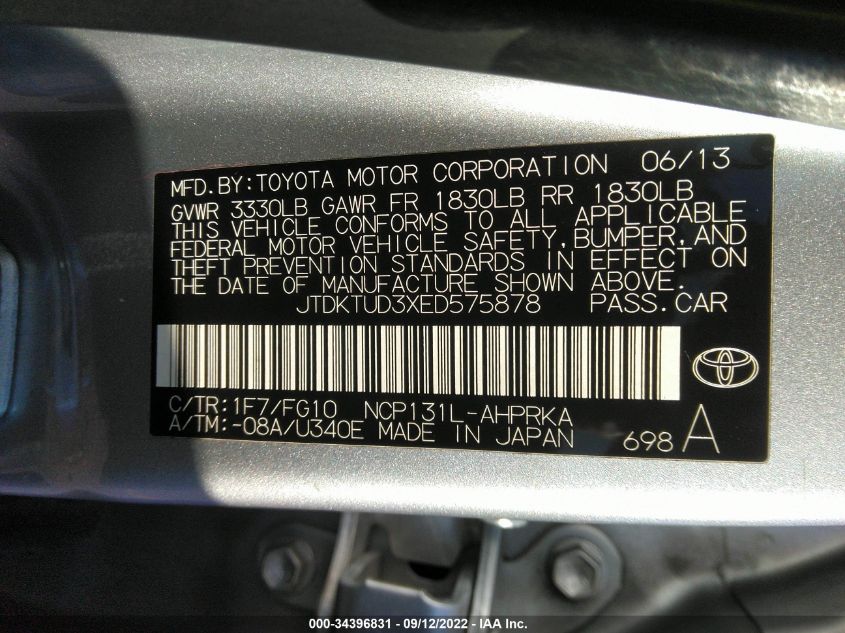 MFD.BY:TOYOTA MOTOR CORPORATION 06/13
GVWR 3330LB GAWR FR 1830LB RR 1830LB
THIS VEHICLE CONFORMS TO ALL APPLICABLE
FEDERAL MOTOR VEHICLE SAFETY,BUMPER,AND
THEFT PREVENTION STANDARDS IN EFFECT ON
THE DATE OF MANUFACTURE SHOWN ABOVE.
JTDKTUD3XED575878 PASS.CAR
C/TR:1F7/FG10 NCP131L-AHPRKA
A/TM:-08A/U340E MADE IN JAPAN
698 A
000-34396831 - 09/12/2022 - IAA Inc.